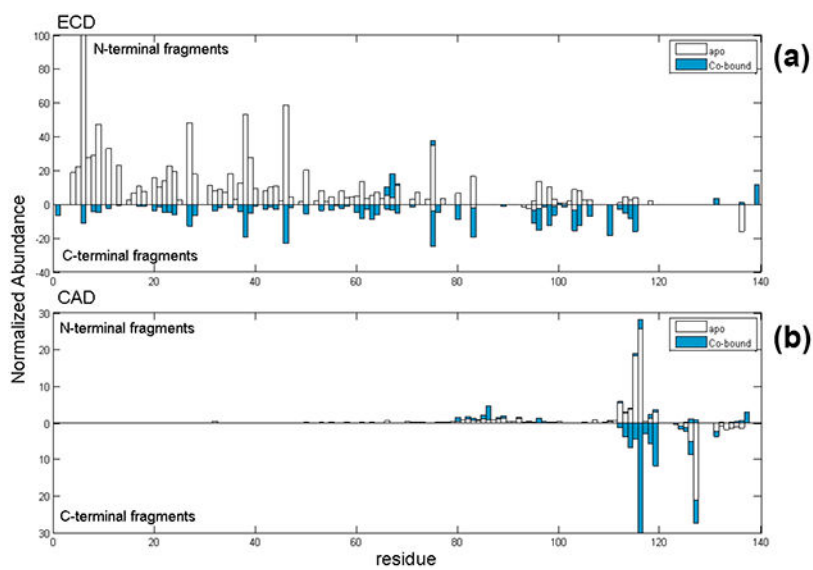 ECD
N-terminal fragments
apo
Co-bound
(a)
100
80
60
40
20
0
-20
-40
C-terminal fragments
0 20 40 60 80 100 120 140
Normalized Abundance
CAD
N-terminal fragments
apo
Co-bound
(b)
30
20
10
0
10
20
30
C-terminal fragments
0 20 40 60 80 100 120 140
residue